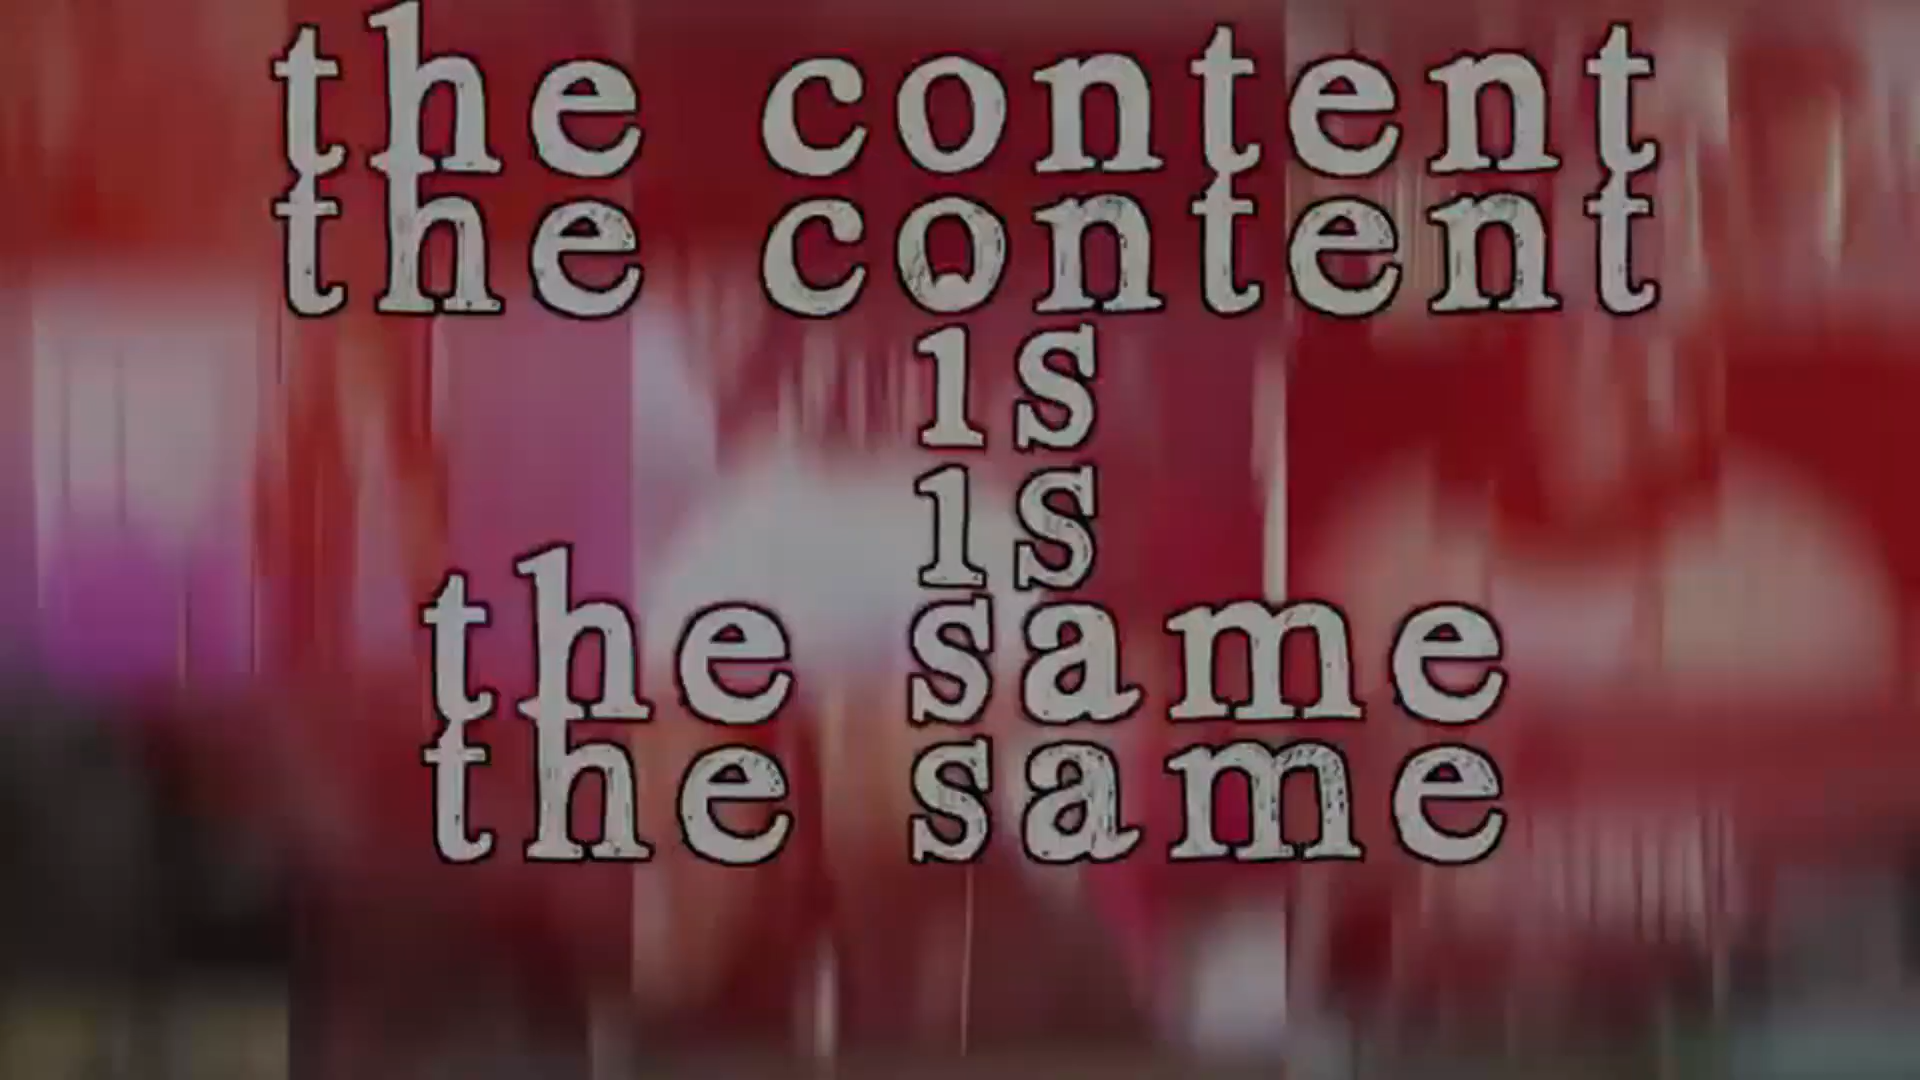 the content
the content
is
is
the same
the same